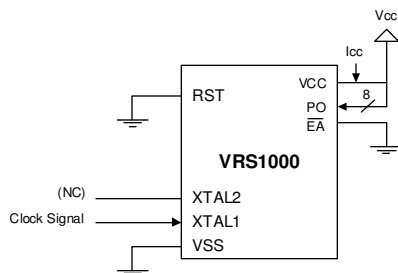 Vcc
Icc
VCC
8
RST
PO
EA
VRS1000
(NC)
XTAL2
Clock Signal
XTAL1
VSS